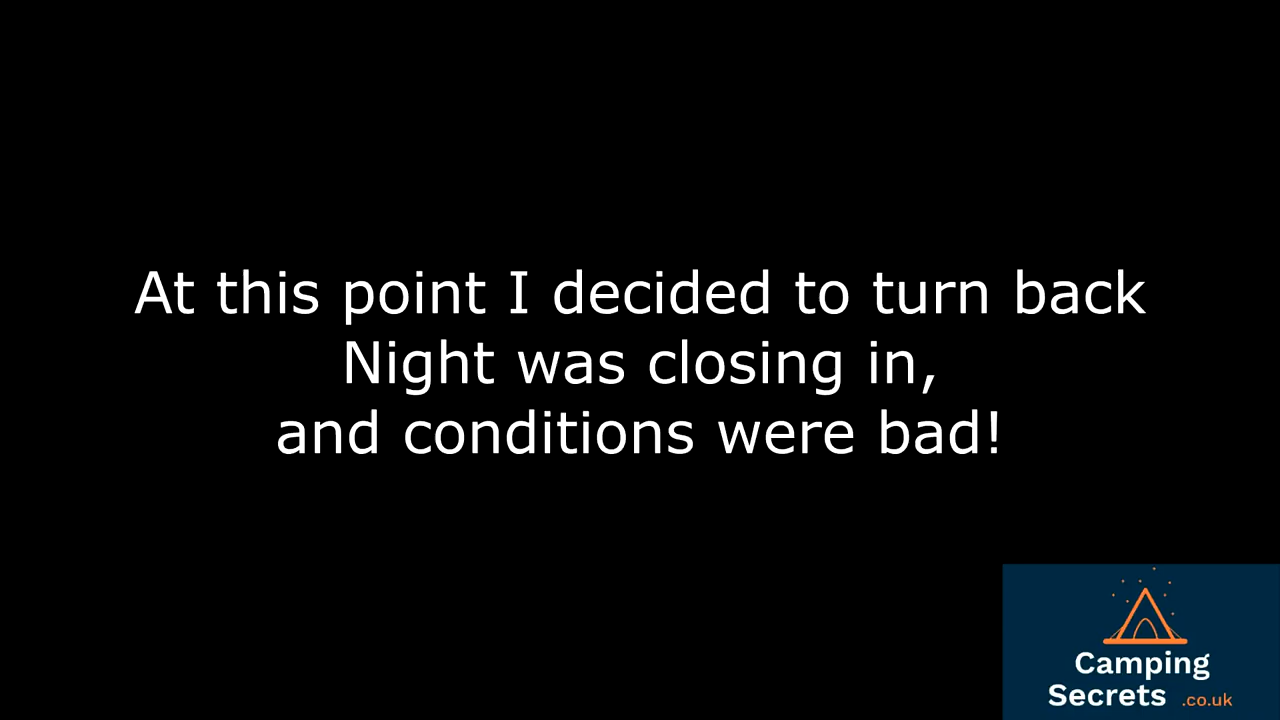 At this point I decided to turn back
Night was closing in,
and conditions were bad!
Camping
Secrets .co.uk